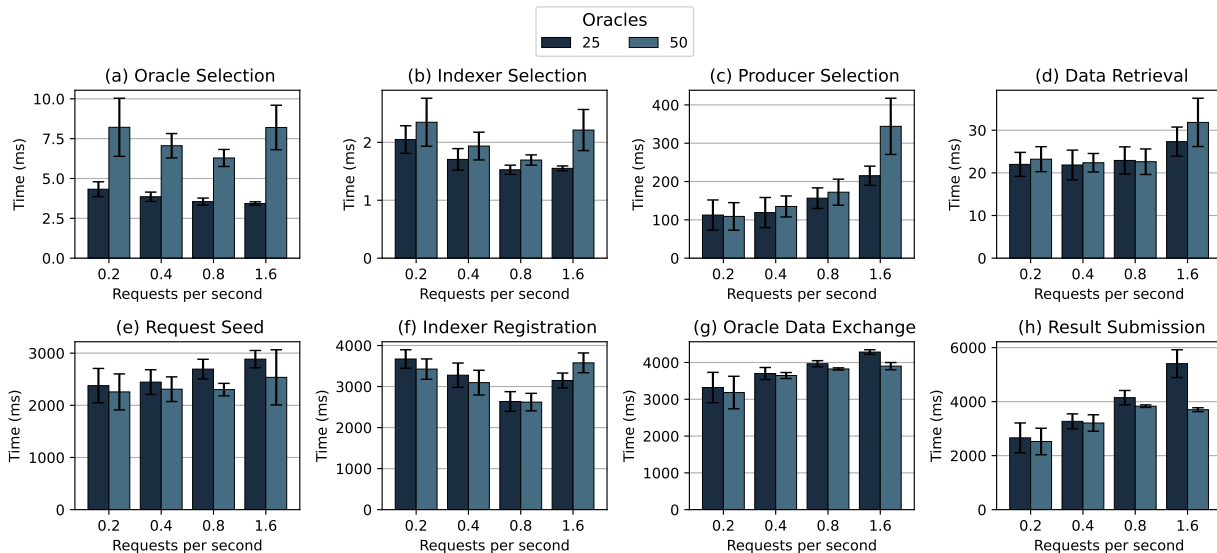 Oracles
25 50
(a) Oracle Selection
Time (ms)
10.0
7.5
5.0
2.5
0.0
0.2 0.4 0.8 1.6
Requests per second
(b) Indexer Selection
Time (ms)
2
1
0
0.2 0.4 0.8 1.6
Requests per second
(c) Producer Selection
Time (ms)
400
300
200
100
0
0.2 0.4 0.8 1.6
Requests per second
(d) Data Retrieval
Time (ms)
30
20
10
0
0.2 0.4 0.8 1.6
Requests per second
(e) Request Seed
Time (ms)
3000
2000
1000
0
0.2 0.4 0.8 1.6
Requests per second
(f) Indexer Registration
Time (ms)
4000
3000
2000
1000
0
0.2 0.4 0.8 1.6
Requests per second
(g) Oracle Data Exchange
Time (ms)
4000
3000
2000
1000
0
0.2 0.4 0.8 1.6
Requests per second
(h) Result Submission
Time (ms)
6000
4000
2000
0
0.2 0.4 0.8 1.6
Requests per second